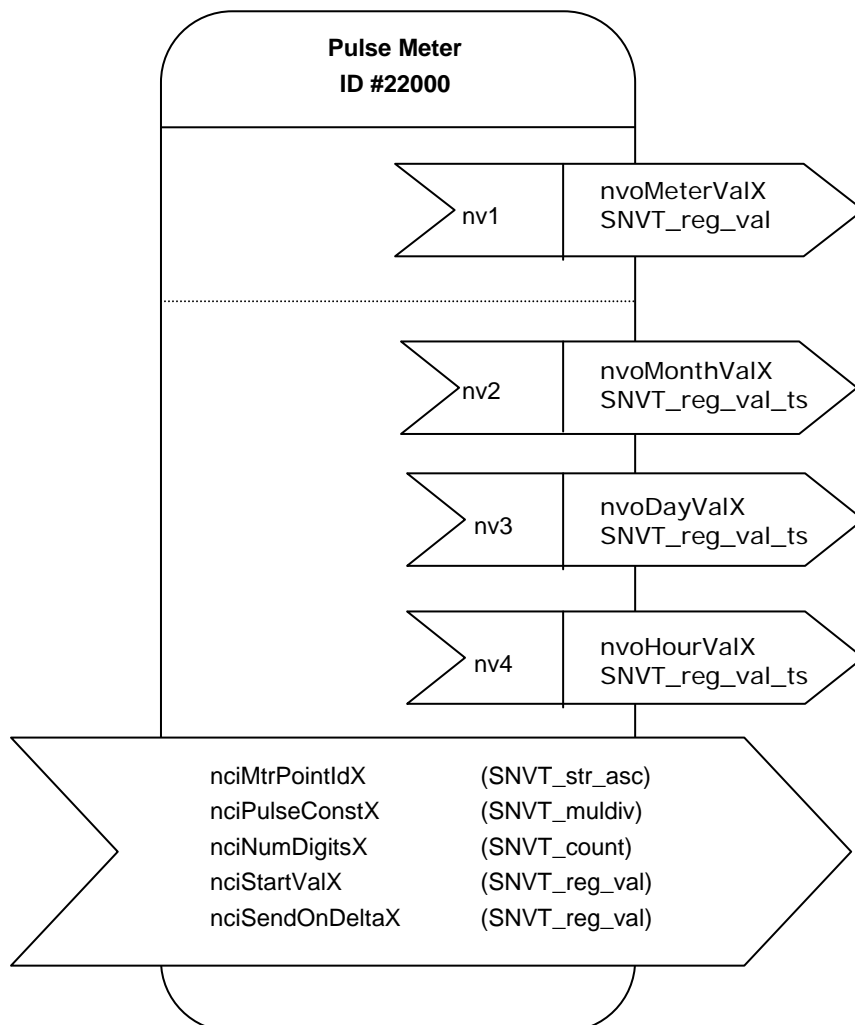 Pulse Meter
ID #22000
nv1
nvoMeterValX
SNVT_reg_val
nv2
nvoMonthValX
SNVT_reg_val_ts
nv3
nvoDayValX
SNVT_reg_val_ts
nv4
nvoHourValX
SNVT_reg_val_ts
nciMtrPointIdX (SNVT_str_asc)
nciPulseConstX (SNVT_muldiv)
nciNumDigitsX (SNVT_count)
nciStartValX (SNVT_reg_val)
nciSendOnDeltaX (SNVT_reg_val)